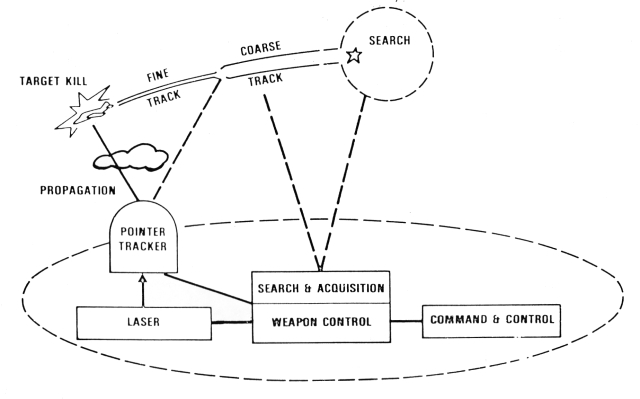 SEARCH
COARSE
TRACK
FINE
TRACK
TARGET KILL
PROPAGATION
POINTER
TRACKER
SEARCH & ACQUISITION
LASER
WEAPON CONTROL
COMMAND & CONTROL